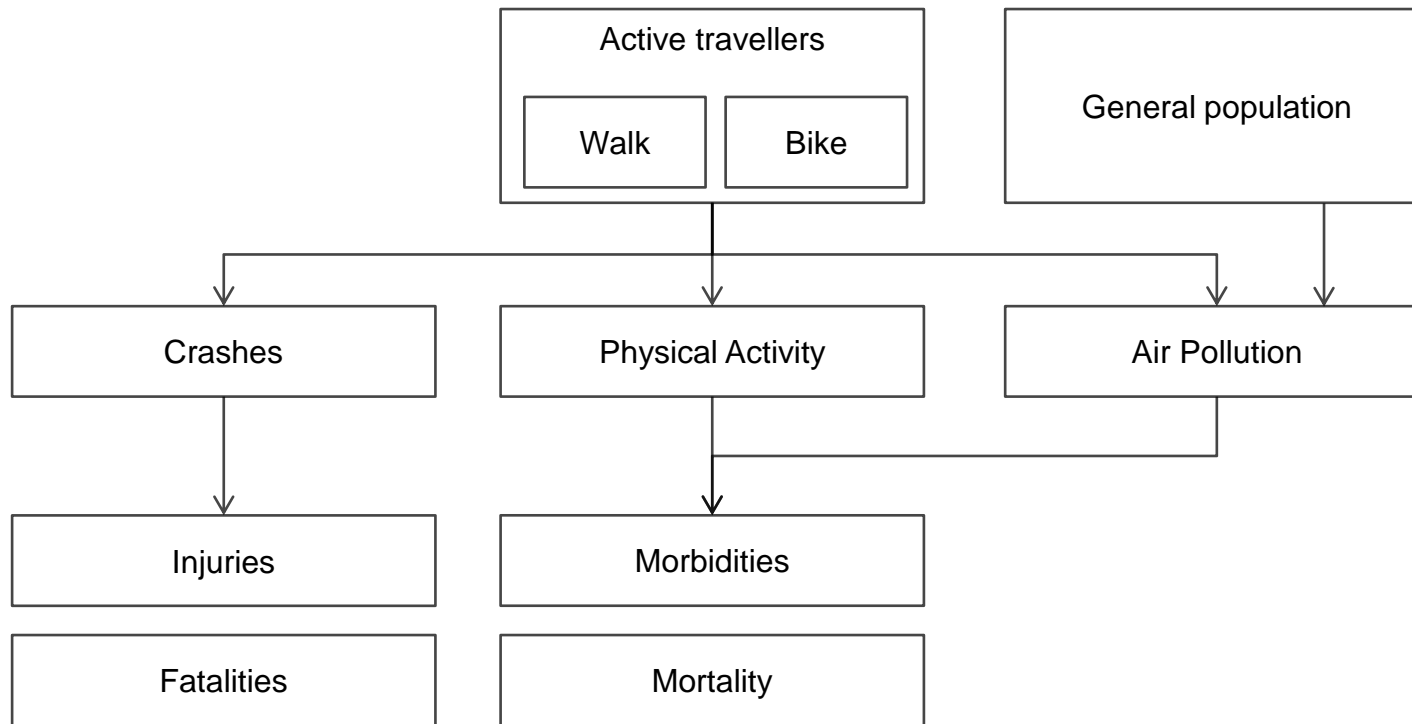 Active travellers
General population
Walk
Bike
Crashes
Physical Activity
Air Pollution
Injuries
Morbidities
Fatalities
Mortality